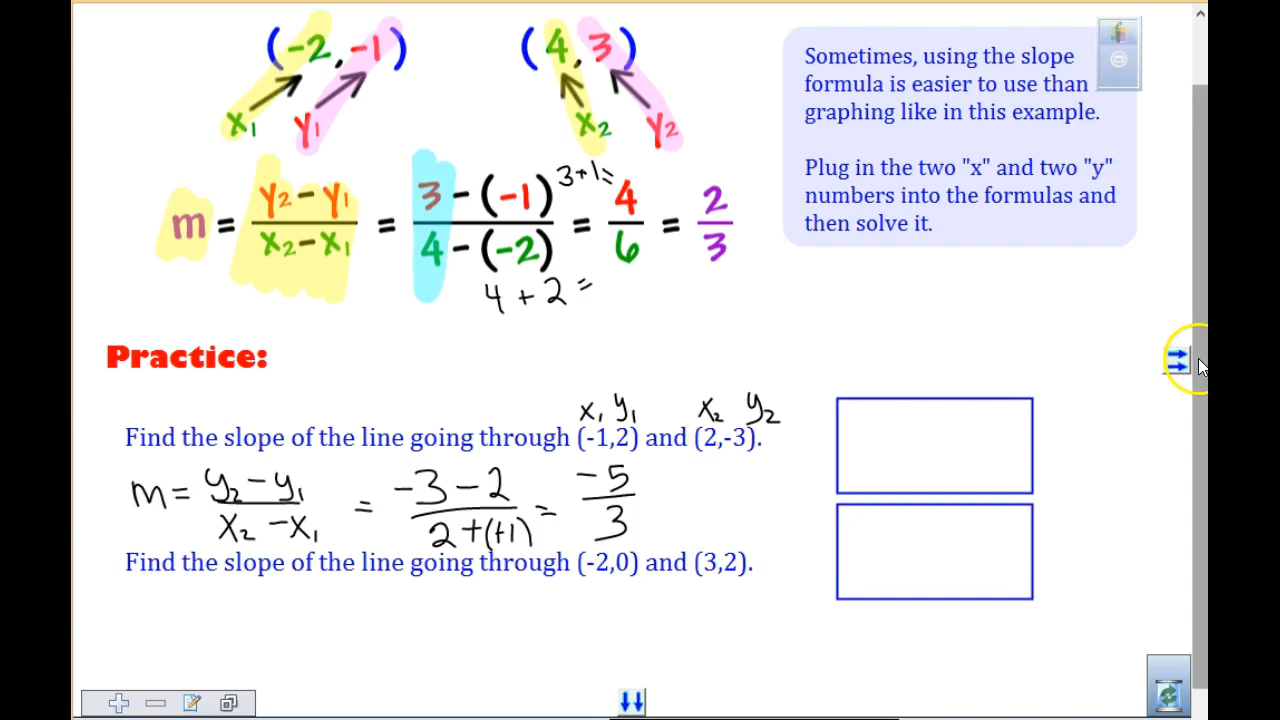 (-2,-1) (4,3)
x₁ y₁ x₂ y₂
Sometimes, using the slope
formula is easier to use than
graphing like in this example.
Plug in the two "x" and two "y"
numbers into the formulas and
then solve it.
3+1=
m = y₂-y₁/x₂-x₁ = 3-(-1)/4-(-2) = 4/6 = 2/3
4+2=
Practice:
x₁ y₁ x₂ y₂
Find the slope of the line going through (-1,2) and (2,-3).
m = y₂-y₁/x₂-x₁ = -3-2/2+(+1) = -5/3
Find the slope of the line going through (-2,0) and (3,2).